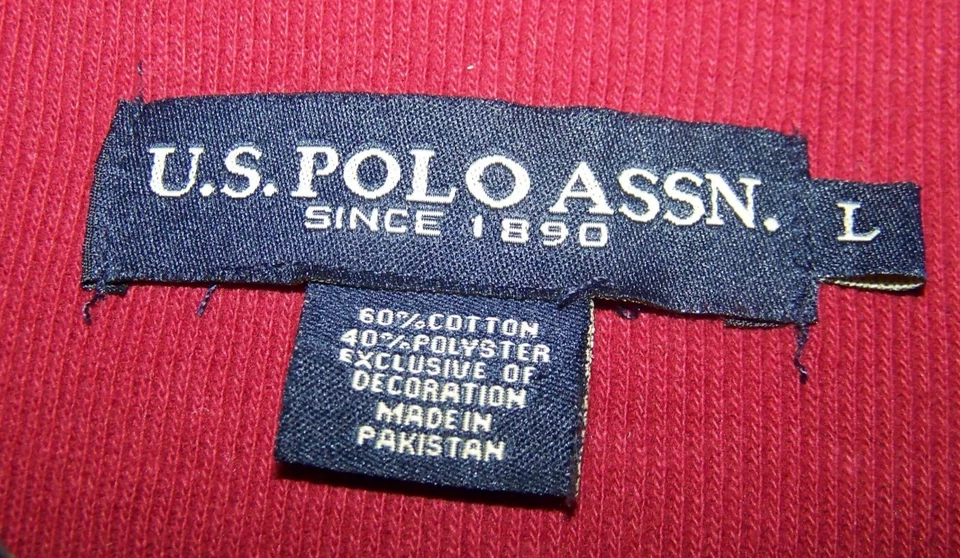 U.S. POLO ASSN.
SINCE 1890
L
60% COTTON
40% POLYSTER
EXCLUSIVE OF
DECORATION
MADE IN
PAKISTAN